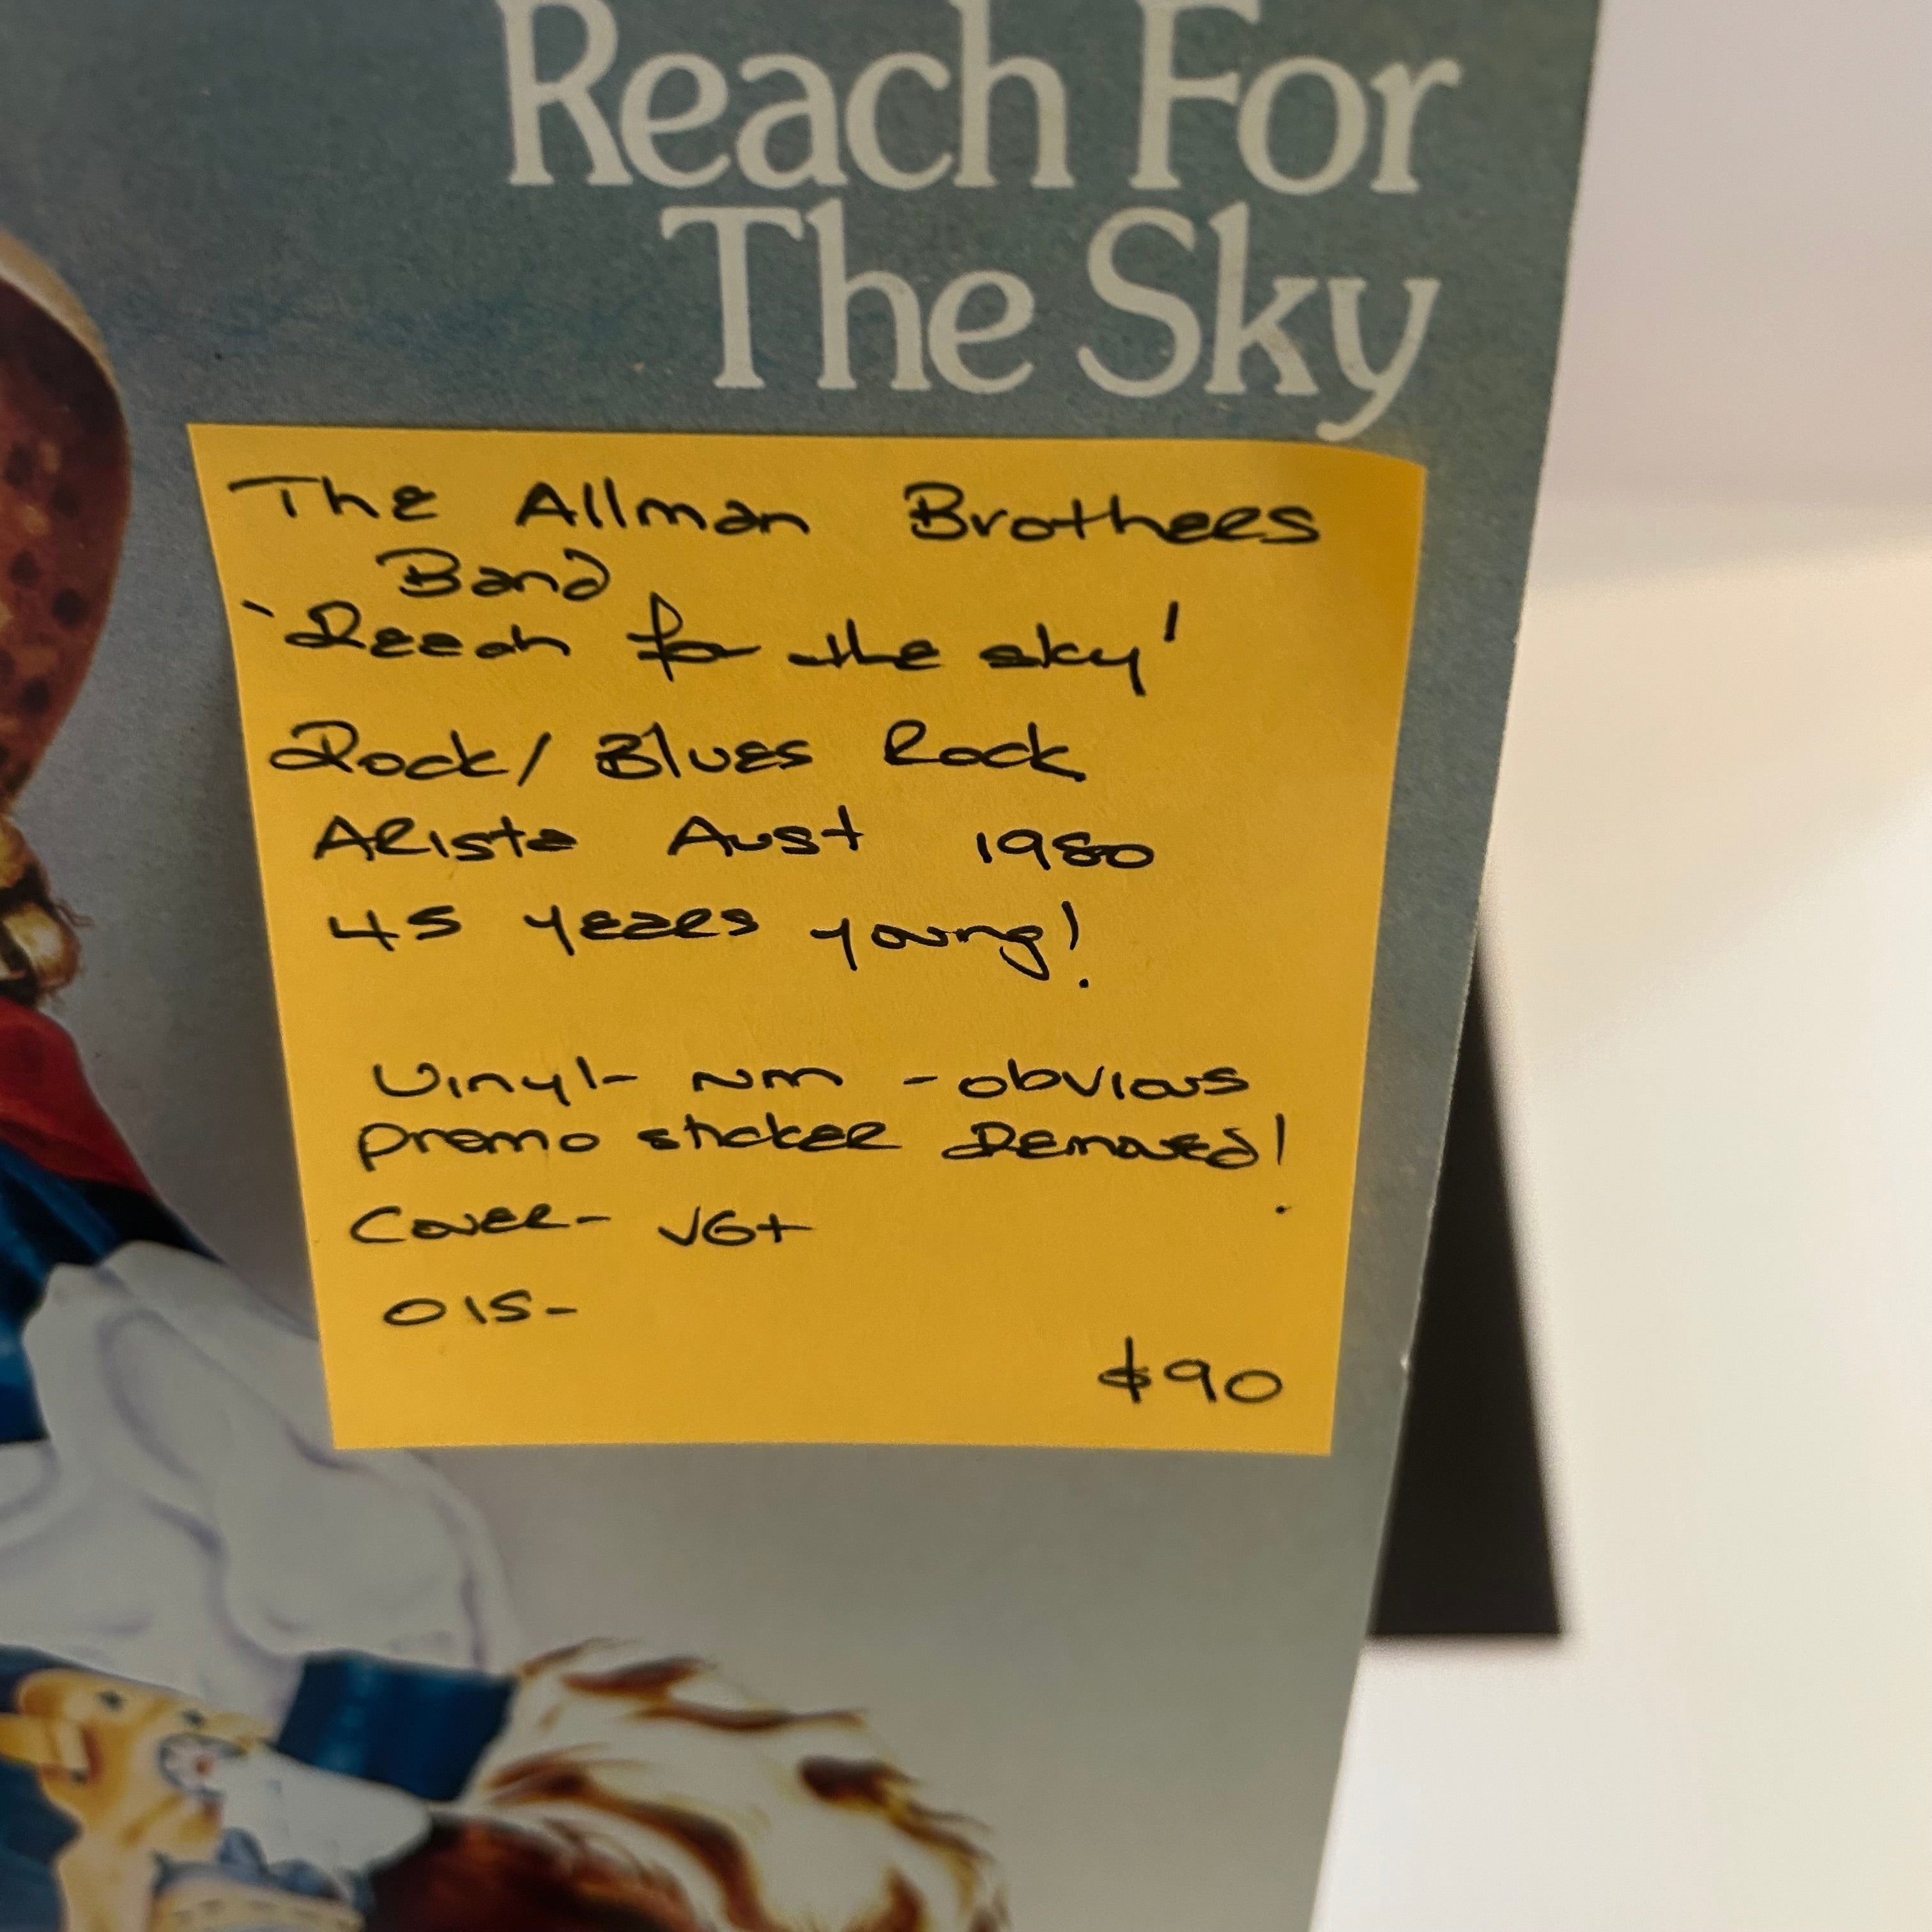 Reach For
The Sky
The Allman Brothers
Band
'Reach for the sky'
Rock/ Blues Rock
Arista Aust 1980
45 years young!
Vinyl- NM - obvious
promo sticker removed!
Cover- VG+
OIS-
$90